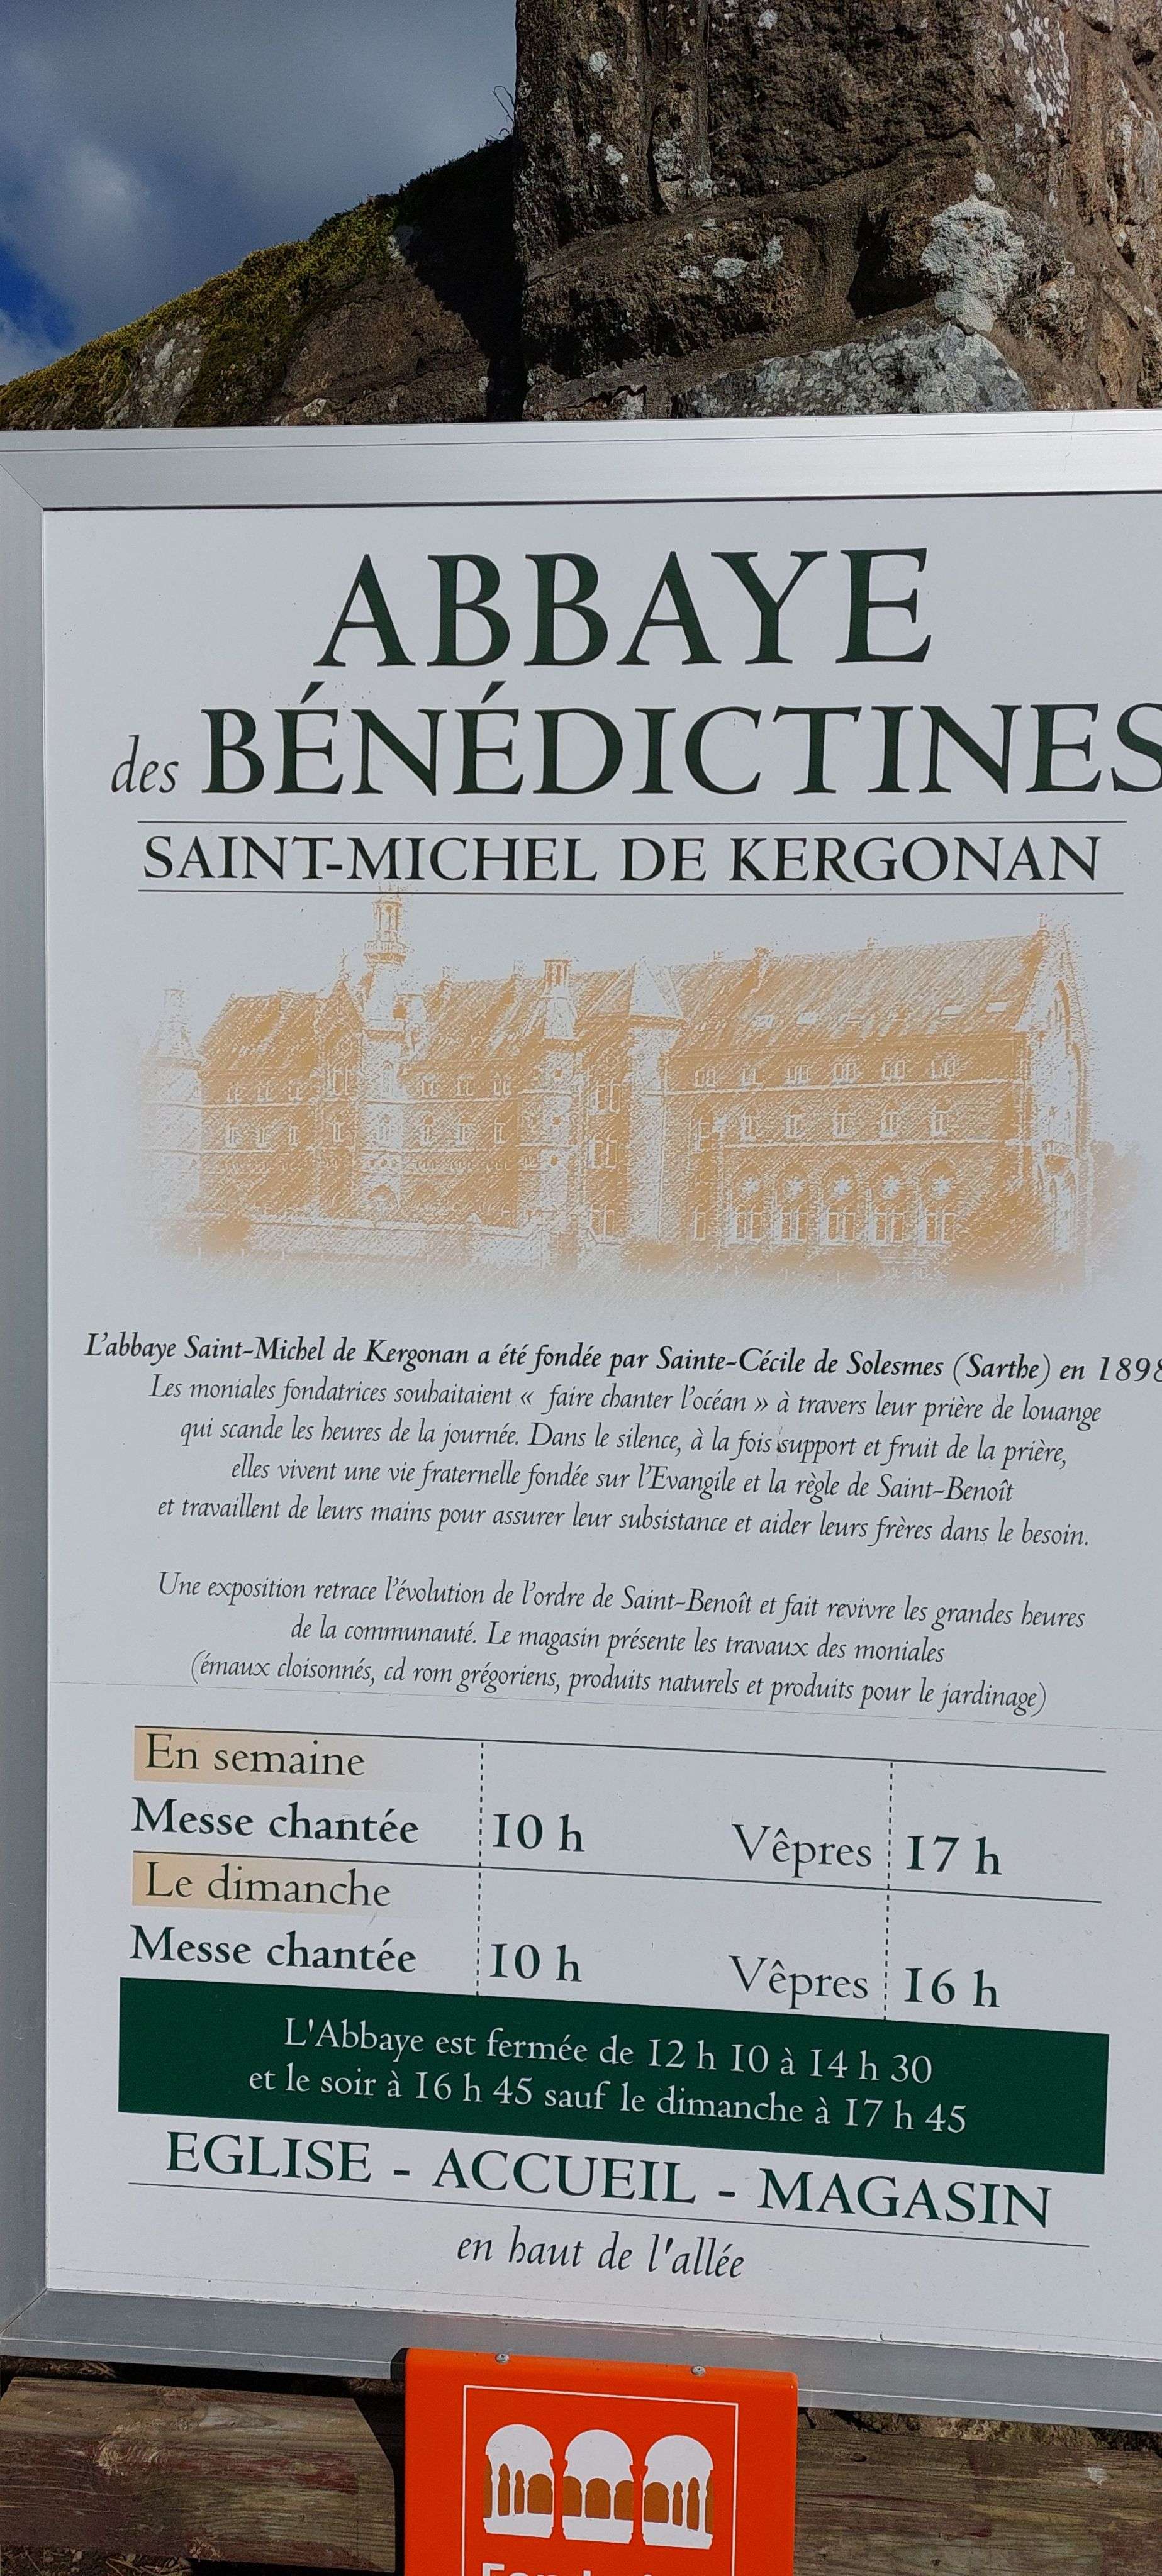 ABBAYE
des BÉNÉDICTINES
SAINT-MICHEL DE KERGONAN
L'abbaye Saint-Michel de Kergonan a été fondée par Sainte-Cécile de Solesmes (Sarthe) en 1898
Les moniales fondatrices souhaitaient « faire chanter l'océan » à travers leur prière de louange
qui scande les heures de la journée. Dans le silence, à la fois support et fruit de la prière,
elles vivent une vie fraternelle fondée sur l'Evangile et la règle de Saint-Benoît
et travaillent de leurs mains pour assurer leur subsistance et aider leurs frères dans le besoin.
Une exposition retrace l'évolution de l'ordre de Saint-Benoît et fait revivre les grandes heures
de la communauté. Le magasin présente les travaux des moniales
(émaux cloisonnés, cd rom grégoriens, produits naturels et produits pour le jardinage)
En semaine
Messe chantée 10 h Vêpres 17 h
Le dimanche
Messe chantée 10 h Vêpres 16 h
L'Abbaye est fermée de 12 h 10 à 14 h 30
et le soir à 16 h 45 sauf le dimanche à 17 h 45
EGLISE - ACCUEIL - MAGASIN
en haut de l'allée